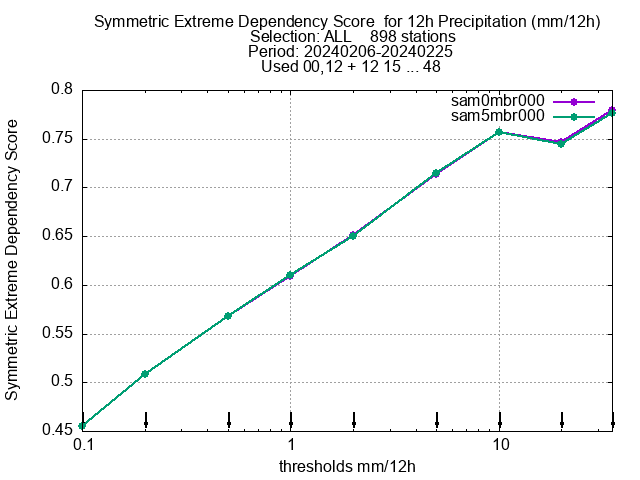 Symmetric Extreme Dependency Score  for 12h Precipitation (mm/12h)
Selection: ALL    898 stations
Period: 20240206-20240225
Used 00,12 + 12 15 ... 48
sam0mbr000
sam5mbr000
Symmetric Extreme Dependency Score
0.8
0.75
0.7
0.65
0.6
0.55
0.5
0.45
0.1 1 10
thresholds mm/12h